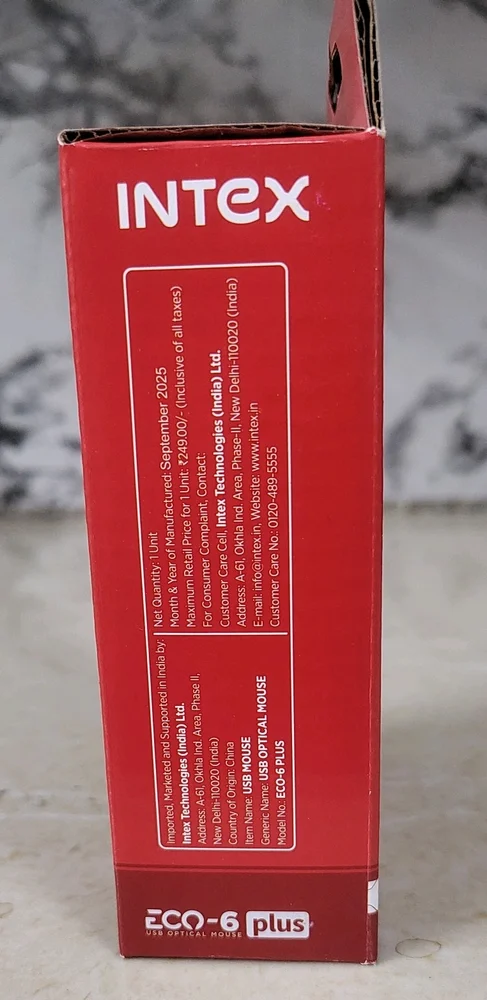 INTEX
Imported, Marketed and Supported in India by:
Intex Technologies (India) Ltd.
Address: A-61, Okhla Ind. Area, Phase II,
New Delhi-110020 (India)
Country of Origin: China
Item Name: USB MOUSE
Generic Name: USB OPTICAL MOUSE
Model No.: ECO-6 PLUS
Net Quantity: 1 Unit
Month & Year of Manufactured: September 2025
Maximum Retail Price for 1 Unit: ₹249.00/- (Inclusive of all taxes)
For Consumer Complaint, Contact:
Customer Care Cell, Intex Technologies (India) Ltd.
Address: A-61, Okhla Ind. Area, Phase-II, New Delhi-110020 (India)
E-mail: info@intex.in, Website: www.intex.in
Customer Care No.: 0120-489-5555
ECO-6 plus
USB OPTICAL MOUSE